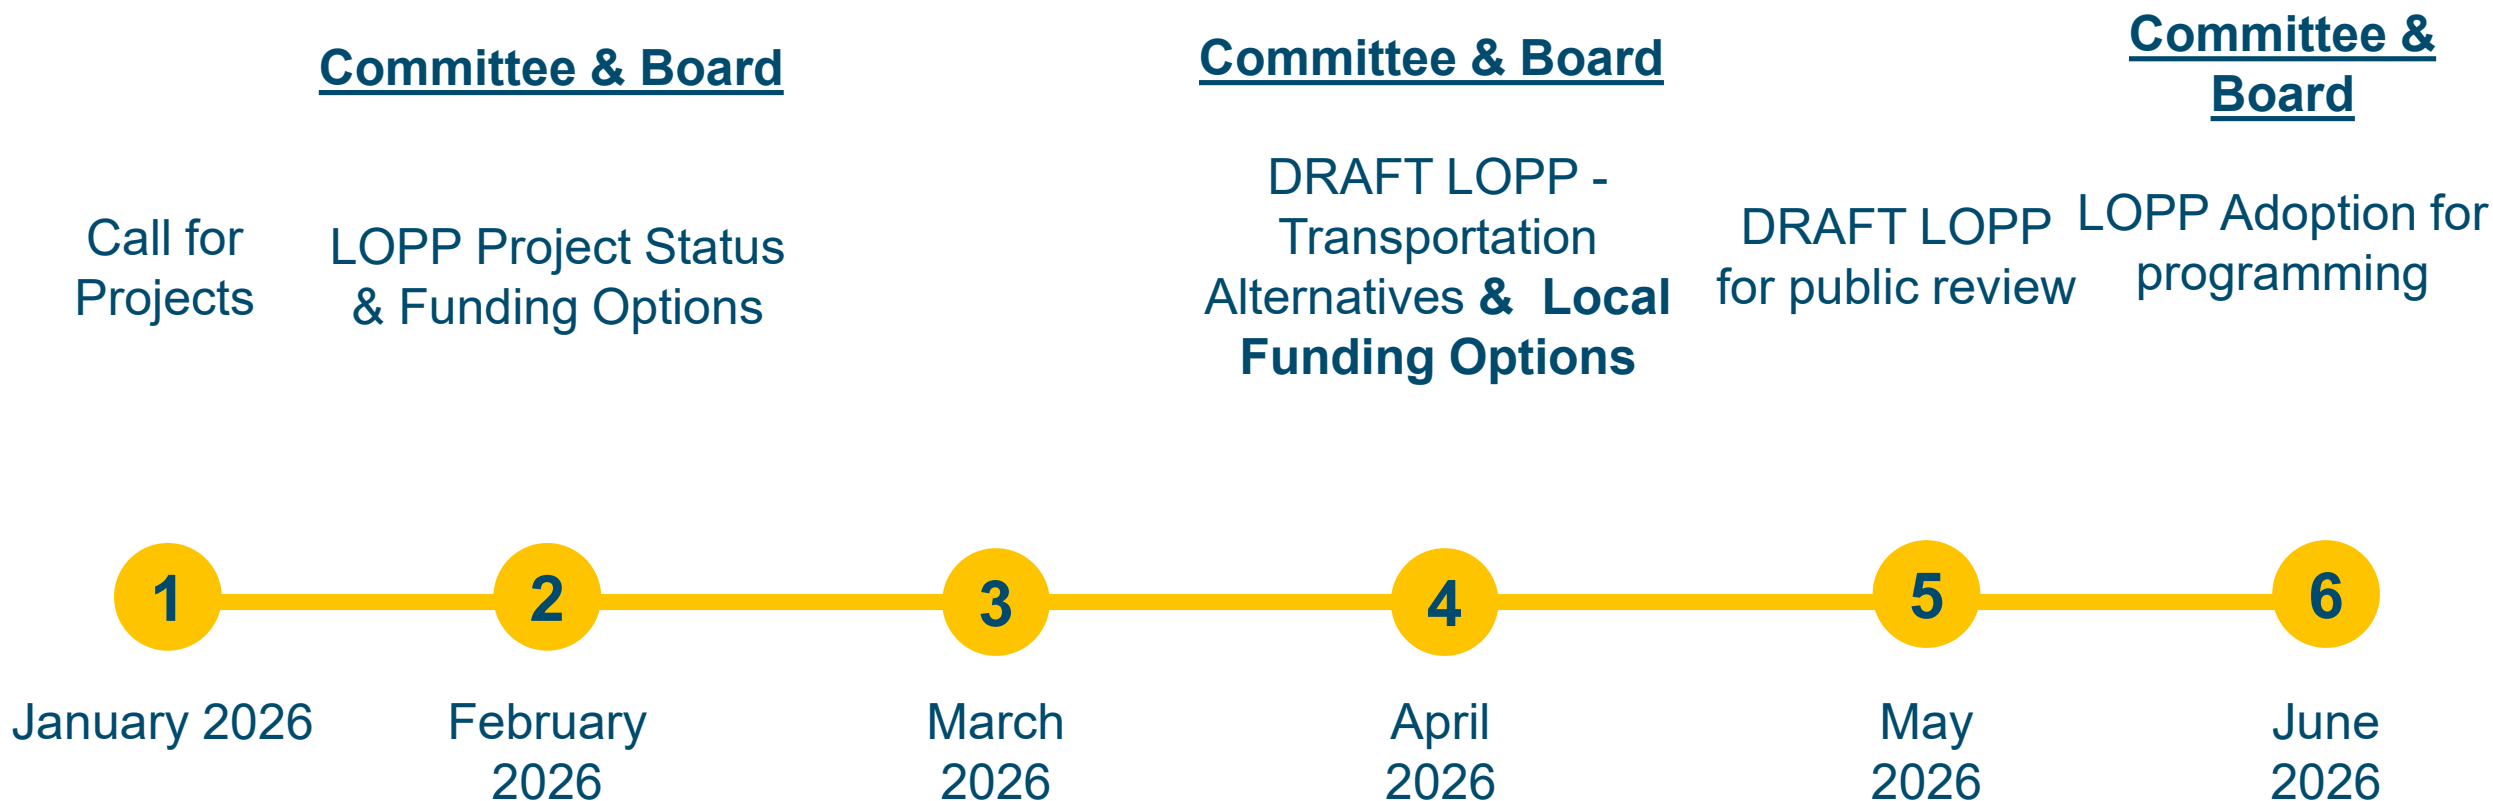 Committee & Board
Committee & Board
Committee &
Board
Call for
Projects
LOPP Project Status
& Funding Options
DRAFT LOPP -
Transportation
Alternatives &  Local
Funding Options
DRAFT LOPP
for public review
LOPP Adoption for
programming
1
2
3
4
5
6
January 2026
February
2026
March
2026
April
2026
May
2026
June
2026